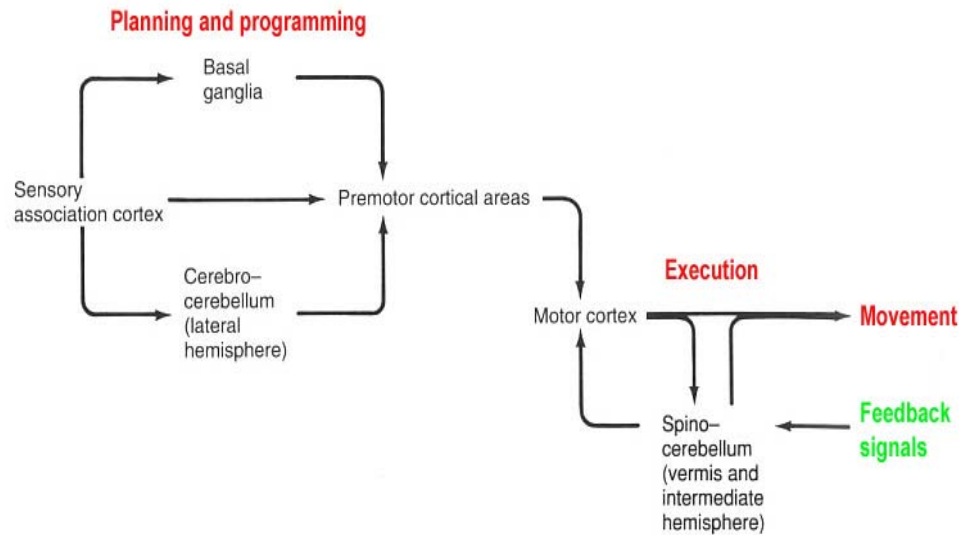 Planning and programming
Basal
ganglia
Sensory
association cortex
Premotor cortical areas
Cerebro–
cerebellum
(lateral
hemisphere)
Execution
Motor cortex
Movement
Feedback
signals
Spino–
cerebellum
(vermis and
intermediate
hemisphere)